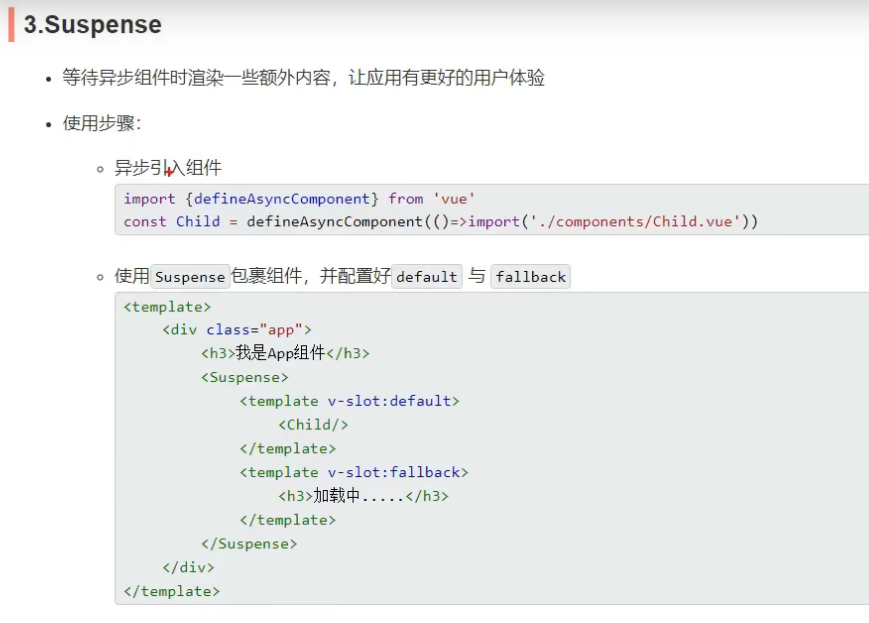 3.Suspense
等待异步组件时渲染一些额外内容，让应用有更好的用户体验
使用步骤：
异步引入组件
import {defineAsyncComponent} from 'vue'
const Child = defineAsyncComponent(()=>import('./components/Child.vue'))
使用Suspense包裹组件，并配置好default 与 fallback
<template>
    <div class="app">
        <h3>我是App组件</h3>
        <Suspense>
            <template v-slot:default>
                <Child/>
            </template>
            <template v-slot:fallback>
                <h3>加载中.....</h3>
            </template>
        </Suspense>
    </div>
</template>